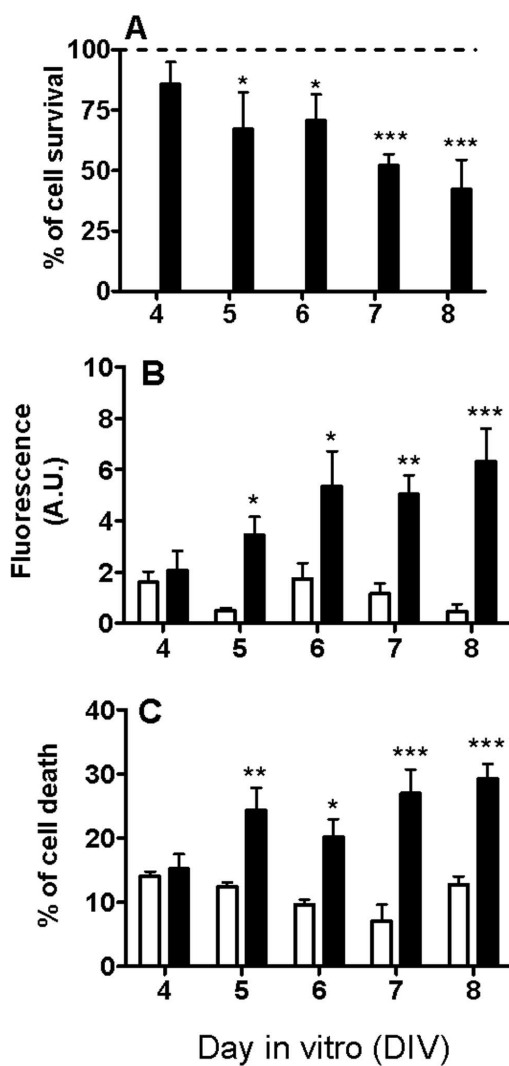 A
100
75
50
25
0
% of cell survival
* * *** ***
4 5 6 7 8
B
10
8
6
4
2
0
Fluorescence
(A.U.)
* * ** ***
4 5 6 7 8
C
40
30
20
10
0
% of cell death
** * *** ***
4 5 6 7 8
Day in vitro (DIV)